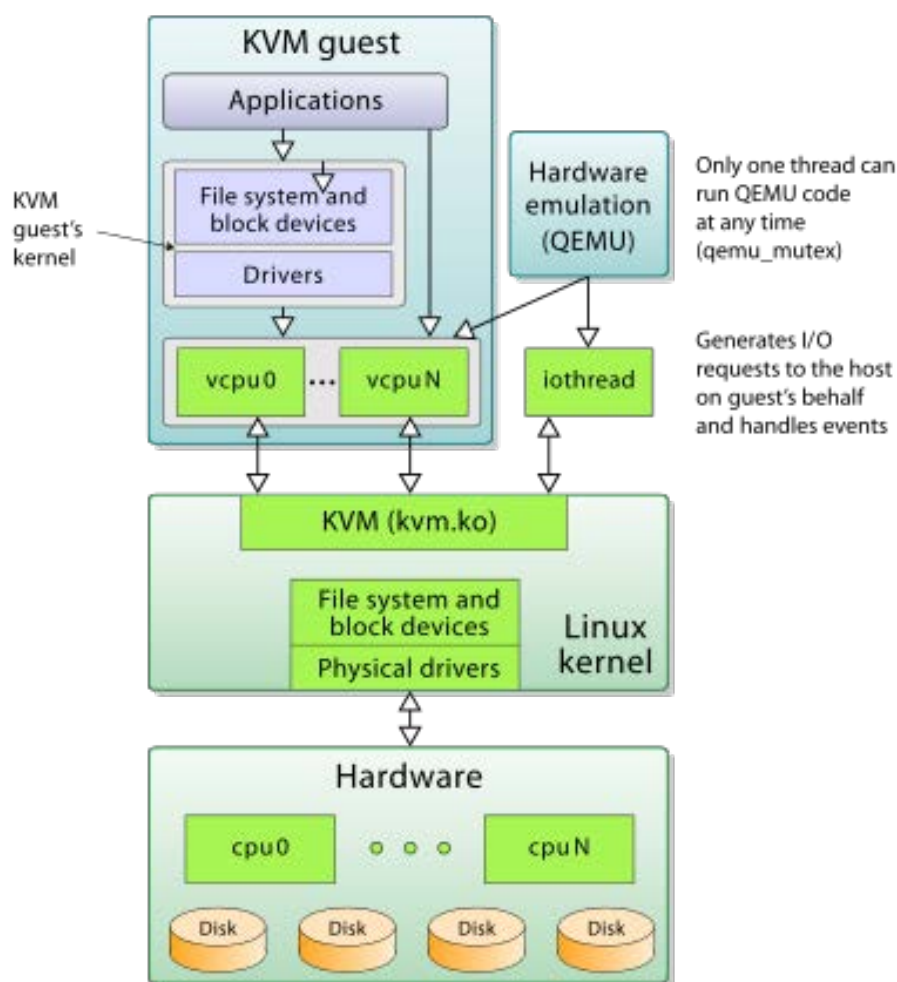 KVM guest
Applications
File system and
block devices
Drivers
KVM
guest's
kernel
vcpu0
...
vcpuN
Hardware
emulation
(QEMU)
Only one thread can
run QEMU code
at any time
(qemu_mutex)
iothread
Generates I/O
requests to the host
on guest's behalf
and handles events
KVM (kvm.ko)
File system and
block devices
Physical drivers
Linux
kernel
Hardware
cpu0
cpuN
Disk
Disk
Disk
Disk